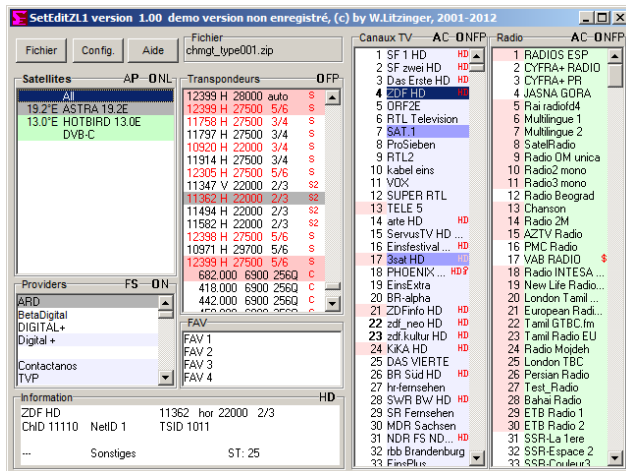 SetEditZL1 version 1.00 demo version non enregistré, (c) by W.Litzinger, 2001-2012
Fichier
Config.
Aide
Fichier
chmgt_type001.zip
Satellites AP ONL
All
19.2°E ASTRA 19.2E
13.0°E HOTBIRD 13.0E
DVB-C
Transpondeurs OFP
12399 H 28000 auto S
12399 H 27500 5/6 S
11758 H 27500 3/4 S
11797 H 27500 3/4 S
10920 H 22000 3/4 S
11914 H 27500 3/4 S
12305 H 27500 5/6 S
11347 V 22000 2/3 S2
11362 H 22000 2/3 S2
11494 H 22000 2/3 S2
11582 H 22000 2/3 S2
12398 H 27500 5/6 S
10971 H 29700 5/6 S
12399 H 27500 5/6 S
682.000 6900 256Q C
418.000 6900 256Q C
442.000 6900 256Q C
Providers FS ON
ARD
BetaDigital
DIGITAL+
Digital +
Contactanos
TVP
FAV
FAV 1
FAV 2
FAV 3
FAV 4
Information HD
ZDF HD 11362 hor 22000 2/3
ChID 11110 NetID 1 TSID 1011
--- Sonstiges ST: 25
Canaux TV AC-ONFP
1 SF 1 HD HD
2 SF zwei HD HD
3 Das Erste HD HD
4 ZDF HD HD
5 ORF2E
6 RTL Television
7 SAT.1
8 ProSieben
9 RTL2
10 kabel eins
11 VOX
12 SUPER RTL
13 TELE 5
14 arte HD HD
15 ServusTV HD ...
16 Einsfestival ... HD
17 3sat HD HD
18 PHOENIX ... HD?
19 EinsExtra
20 BR-alpha
21 ZDFinfo HD HD
22 zdf_neo HD HD
23 zdf.kultur HD HD
24 KiKA HD HD
25 DAS VIERTE
26 BR Süd HD HD
27 hr-fernsehen
28 SWR BW HD HD
29 SR Fernsehen
30 MDR Sachsen
31 NDR FS ND... HD
32 rbb Brandenburg
33 EinsPlus
Radio AC-ONFP
1 RADIOS ESP
2 CYFRA+ RADIO
3 CYFRA+ PR
4 JASNA GORA
5 Rai radiofd4
6 Multilingue 1
7 Multilingue 2
8 SatelRadio
9 Radio OM unica
10 Radio2 mono
11 Radio3 mono
12 Radio Beograd
13 Chanson
14 Radio 2M
15 AZTV Radio
16 PMC Radio
17 VAB RADIO $
18 Radio INTESA ...
19 New Life Radio...
20 London Tamil ...
21 European Radi...
22 Tamil GTBC.fm
23 Tamil Radio EU
24 Radio Mojdeh
25 London TBC
26 Persian Radio
27 Test_Radio
28 Bahai Radio
29 ETB Radio 1
30 ETB Radio 2
31 SSR-La 1ere
32 SSR-Espace 2
33 SSR-Couleur3